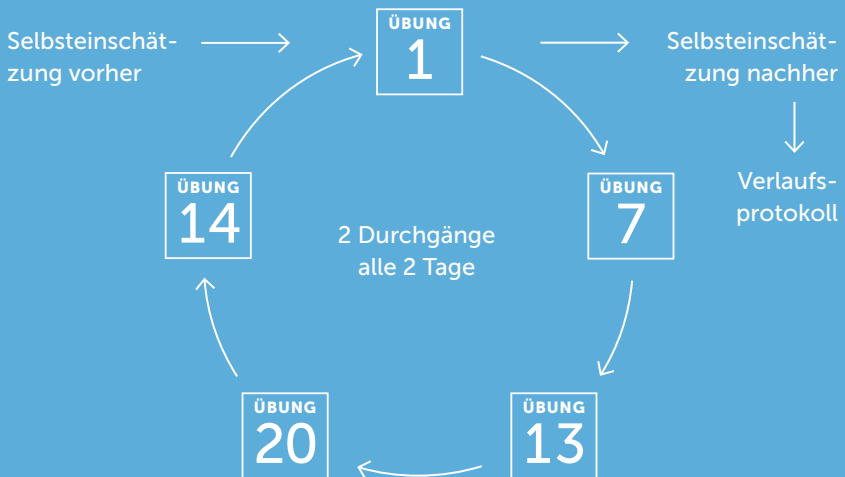 Selbsteinschät-
zung vorher
ÜBUNG
1
Selbsteinschät-
zung nachher
Verlaufs-
protokoll
ÜBUNG
14
2 Durchgänge
alle 2 Tage
ÜBUNG
7
ÜBUNG
20
ÜBUNG
13